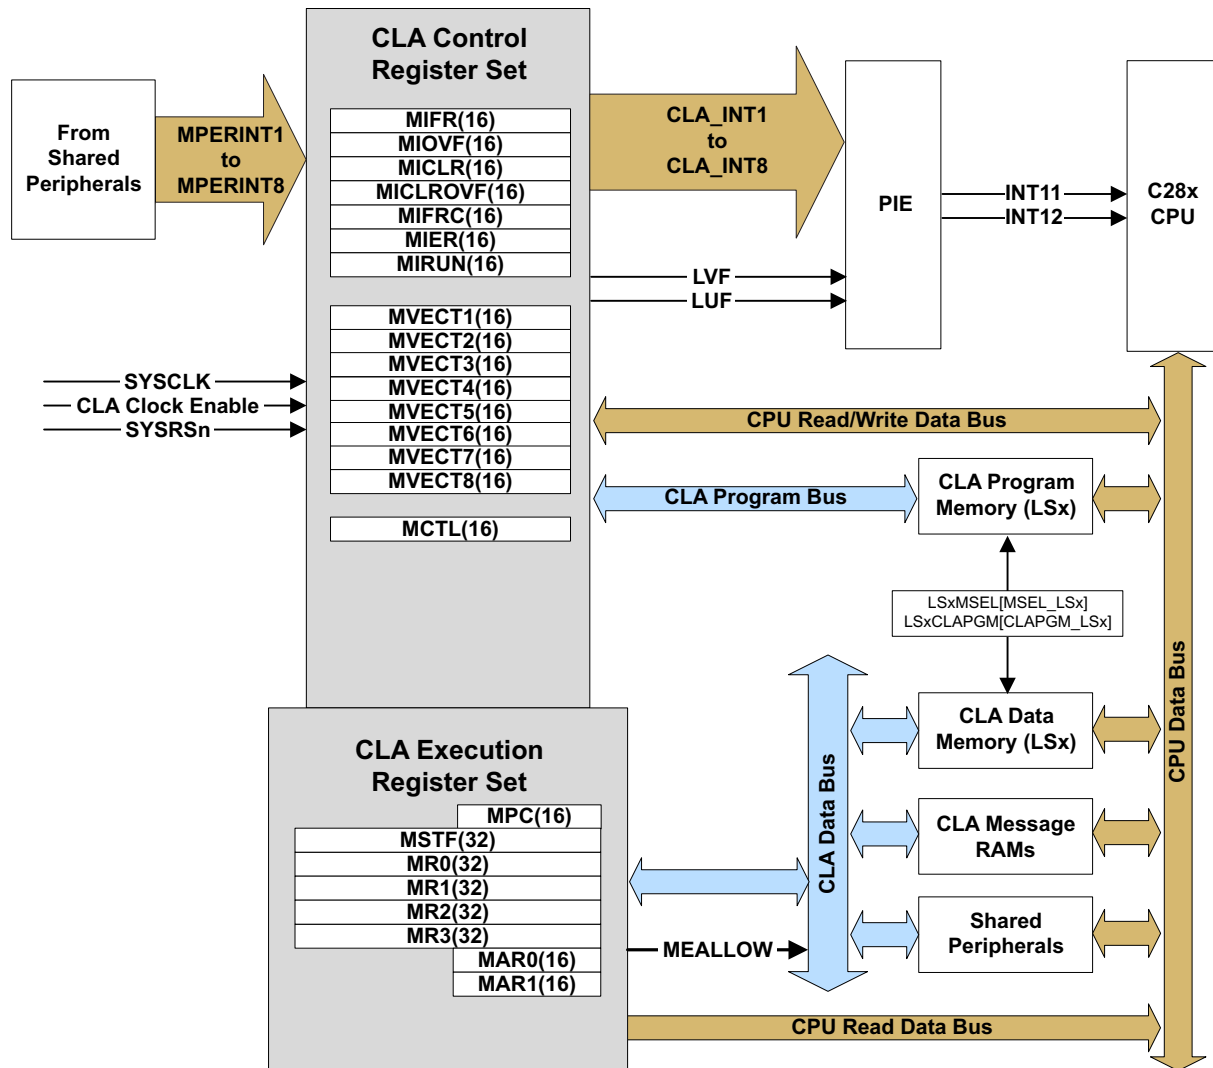 CLA Control
Register Set
From
Shared
Peripherals
MPERINT1
to
MPERINT8
MIFR(16)
MIOVF(16)
MICLR(16)
MICLROVF(16)
MIFRC(16)
MIER(16)
MIRUN(16)
CLA_INT1
to
CLA_INT8
PIE
INT11
INT12
C28x
CPU
LVF
LUF
MVECT1(16)
MVECT2(16)
MVECT3(16)
MVECT4(16)
MVECT5(16)
MVECT6(16)
MVECT7(16)
MVECT8(16)
SYSCLK
CLA Clock Enable
SYSRSn
CPU Read/Write Data Bus
CLA Program Bus
CLA Program
Memory (LSx)
MCTL(16)
LSxMSEL[MSEL_LSx]
LSxCLAPGM[CLAPGM_LSx]
CPU Data Bus
CLA Data Bus
CLA Data
Memory (LSx)
CLA Message
RAMs
Shared
Peripherals
CLA Execution
Register Set
MPC(16)
MSTF(32)
MR0(32)
MR1(32)
MR2(32)
MR3(32)
MAR0(16)
MAR1(16)
MEALLOW
CPU Read Data Bus